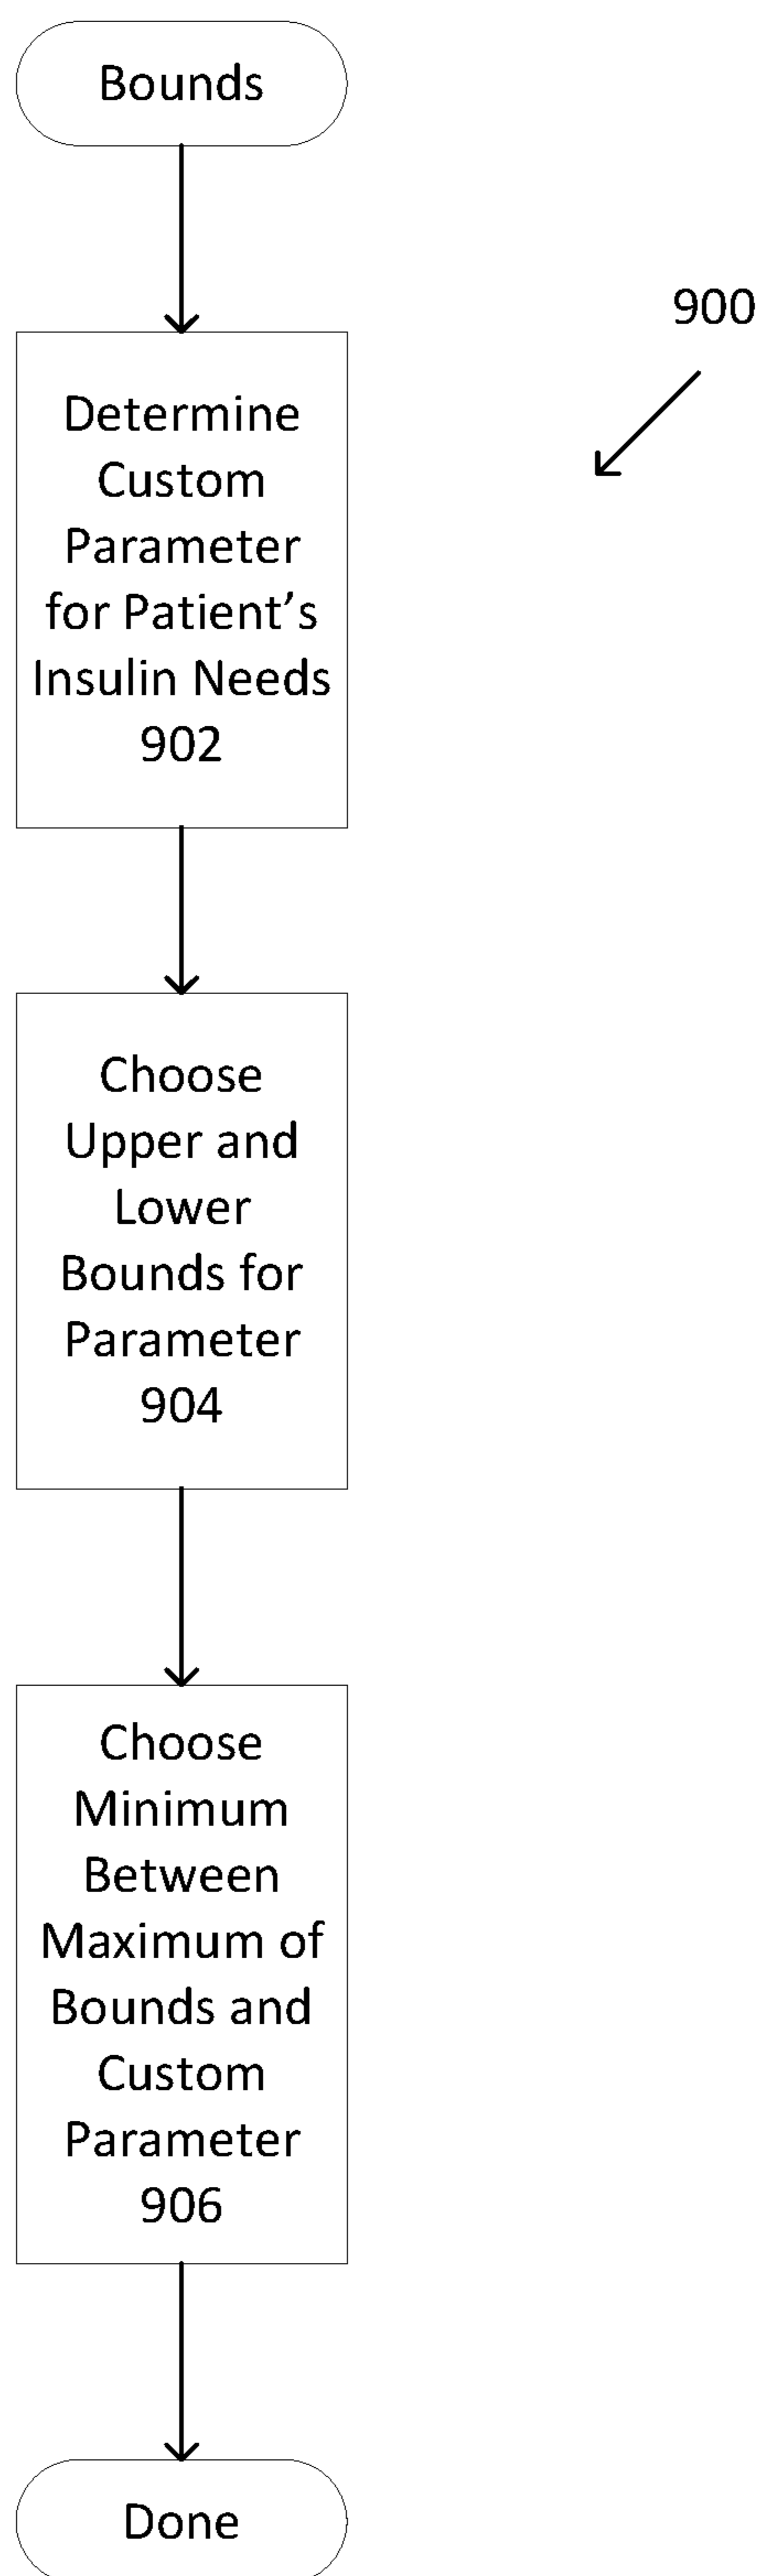 Bounds
900
Determine
Custom
Parameter
for Patient’s
Insulin Needs
902
Choose
Upper and
Lower
Bounds for
Parameter
904
Choose
Minimum
Between
Maximum of
Bounds and
Custom
Parameter
906
Done